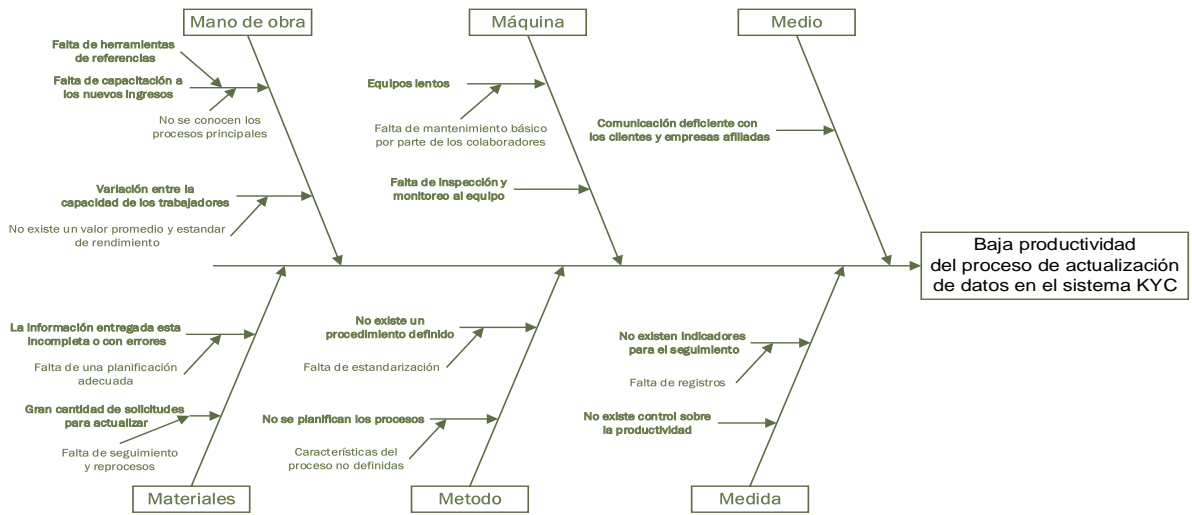 Mano de obra
Máquina
Medio
Falta de herramientas
de referencias
Falta de capacitación a
los nuevos ingresos
No se conocen los
procesos principales
Variación entre la
capacidad de los trabajadores
No existe un valor promedio y estandar
de rendimiento
Equipos lentos
Falta de mantenimiento básico
por parte de los colaboradores
Falta de inspección y
monitoreo al equipo
Comunicación deficiente con
los clientes y empresas afiliadas
Baja productividad
del proceso de actualización
de datos en el sistema KYC
La información entregada esta
incompleta o con errores
Falta de una planificación
adecuada
Gran cantidad de solicitudes
para actualizar
Falta de seguimiento
y reprocesos
No existe un
procedimiento definido
Falta de estandarización
No se planifican los procesos
Características del
proceso no definidas
No existen indicadores
para el seguimiento
Falta de registros
No existe control sobre
la productividad
Materiales
Metodo
Medida